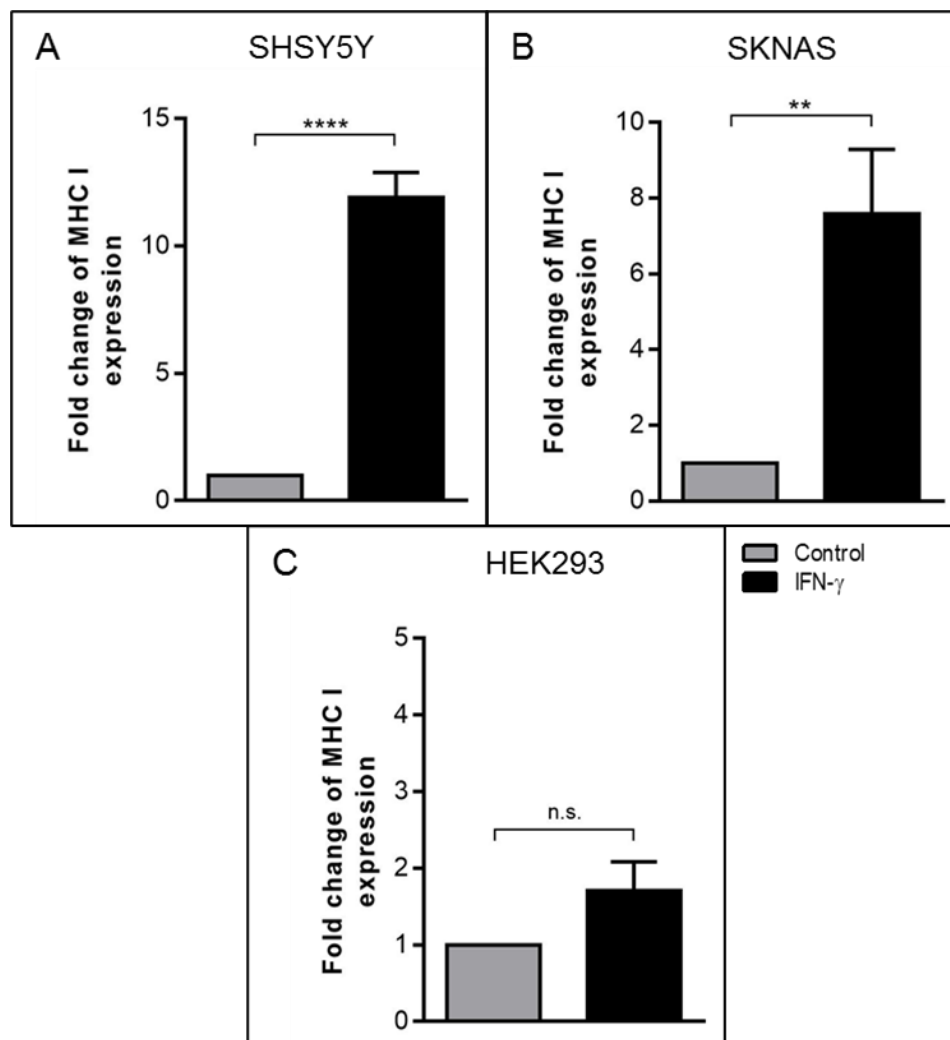 A
SHSY5Y
Fold change of MHC I
expression
15
10
5
0
****
B
SKNAS
Fold change of MHC I
expression
10
8
6
4
2
0
**
C
HEK293
Fold change of MHC I
expression
5
4
3
2
1
0
n.s.
Control
IFN-γ